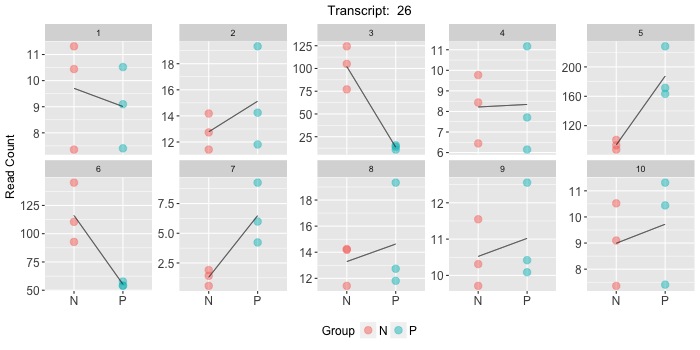 Transcript: 26
1 2 3 4 5
11 10 9 8
18 16 14 12
125 100 75 50 25
11 10 9 8 7 6
200 160 120
Read Count
6 7 8 9 10
125 100 75 50
7.5 5.0 2.5
18 16 14 12
12 11 10
11 10 9 8
N P N P N P N P N P
Group N P